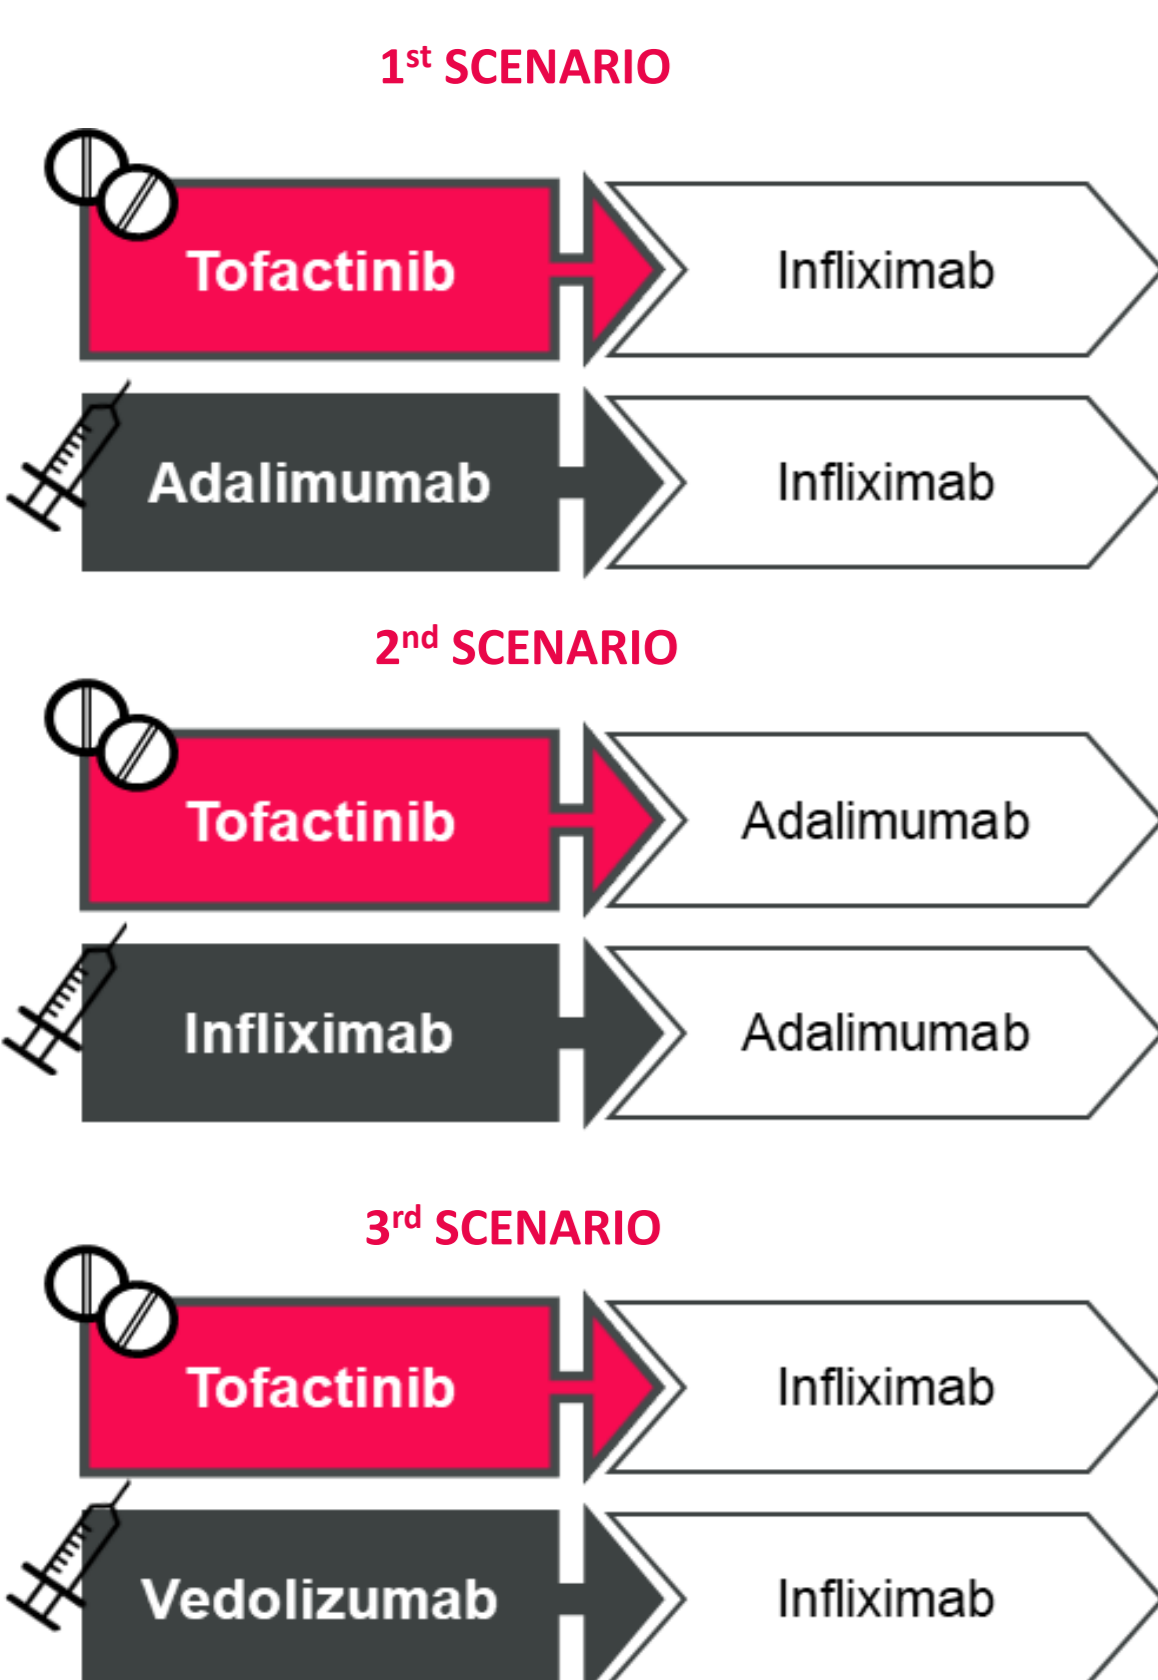 1st SCENARIO
Tofactinib Infliximab
Adalimumab Infliximab
2nd SCENARIO
Tofactinib Adalimumab
Infliximab Adalimumab
3rd SCENARIO
Tofactinib Infliximab
Vedolizumab Infliximab